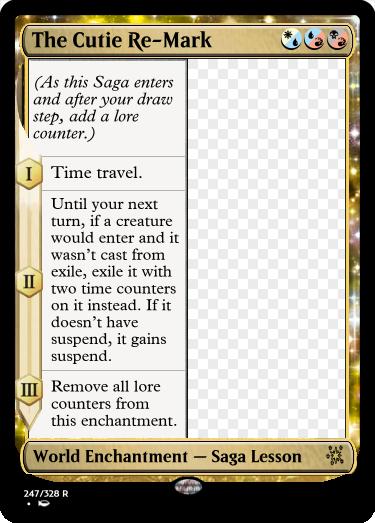 The Cutie Re-Mark
(As this Saga enters
and after your draw
step, add a lore
counter.)
I
Time travel.
II
Until your next
turn, if a creature
would enter and it
wasn't cast from
exile, exile it with
two time counters
on it instead. If it
doesn't have
suspend, it gains
suspend.
III
Remove all lore
counters from
this enchantment.
World Enchantment — Saga Lesson
247/328 R